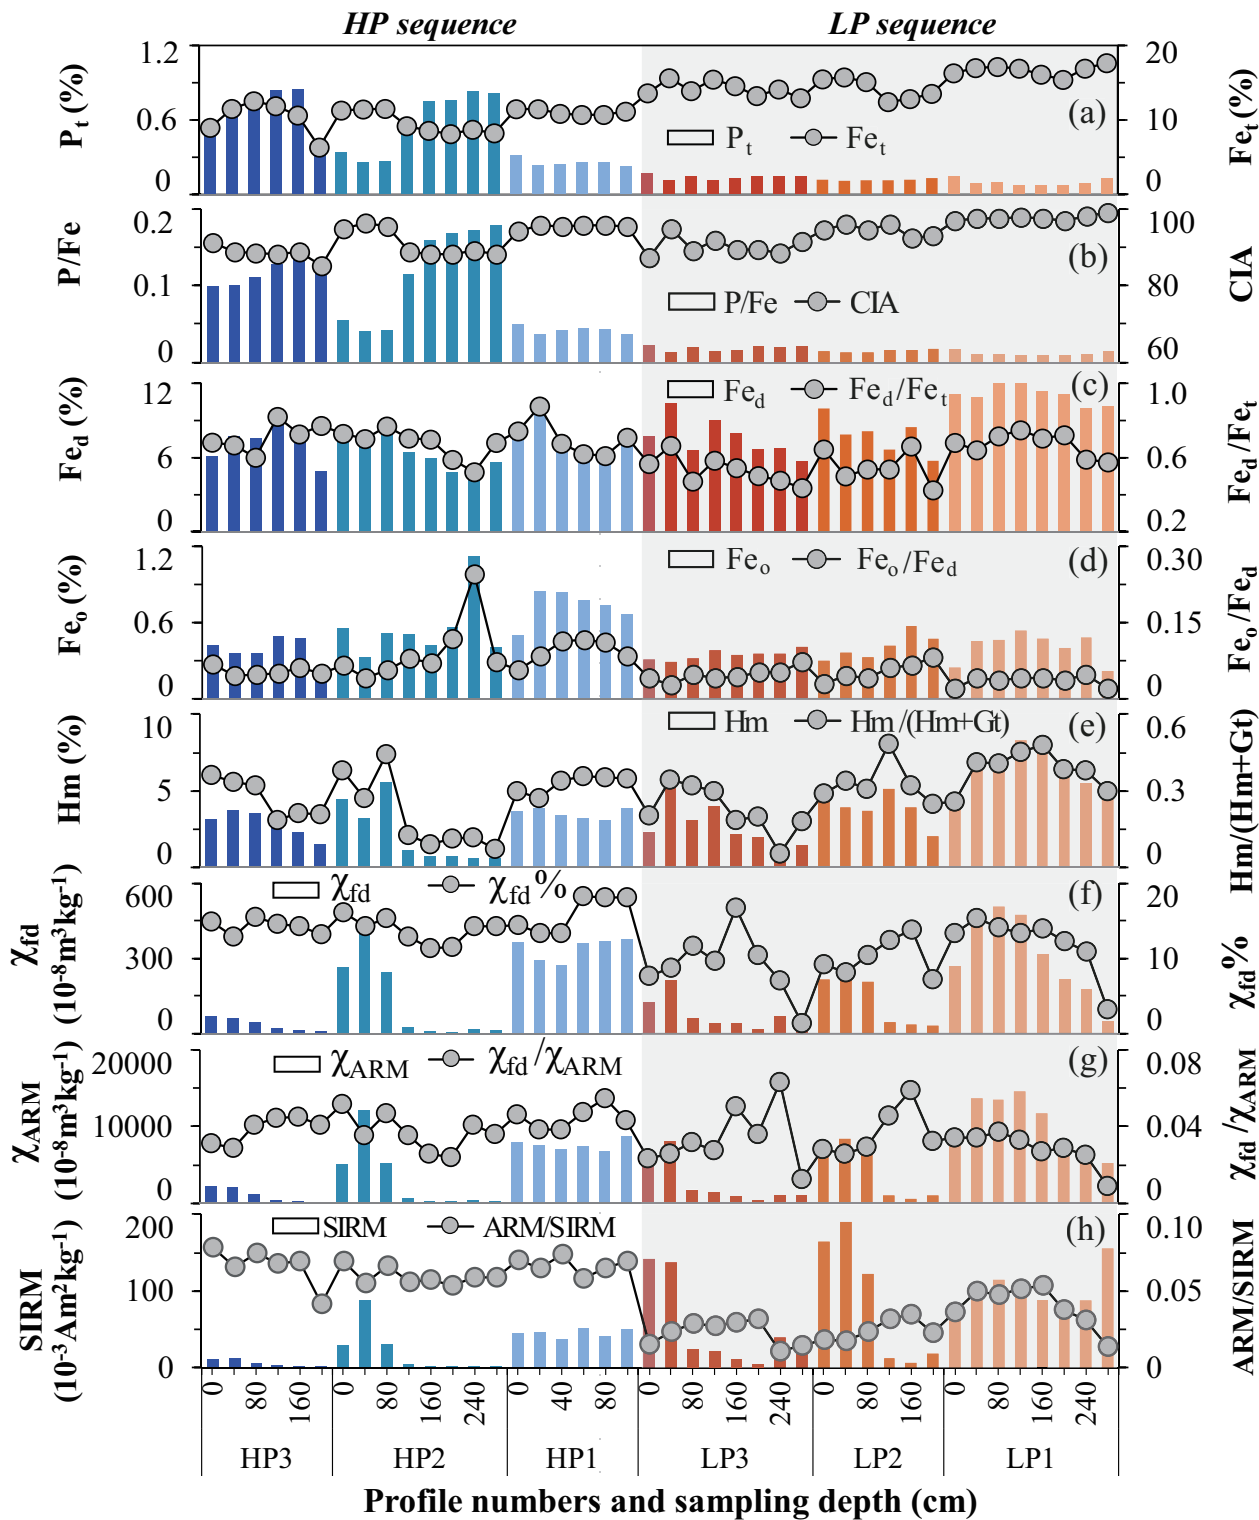 HP sequence LP sequence
1.2 0.6 0
Pt (%)
20 10 0
Fet (%)
(a)
Pt Fet
0.2 0.1 0
P/Fe
100 80 60
CIA
(b)
P/Fe CIA
12 6 0
Fed (%)
1.0 0.6 0.2
Fed/Fet
(c)
Fed Fed/Fet
1.2 0.6 0
Feo (%)
0.30 0.15 0
Feo/Fed
(d)
Feo Feo/Fed
10 5 0
Hm (%)
0.6 0.3 0
Hm/(Hm+Gt)
(e)
Hm Hm/(Hm+Gt)
600 300 0
χfd
(10-8m3kg-1)
20 10 0
χfd%
(f)
χfd χfd%
20000 10000 0
χARM
(10-8m3kg-1)
0.08 0.04 0
χfd/χARM
(g)
χARM χfd/χARM
200 100 0
SIRM
(10-3Am2kg-1)
0.10 0.05 0
ARM/SIRM
(h)
SIRM ARM/SIRM
0 80 160 0 80 160 240 0 40 80 0 80 160 240 0 80 160 0 80 160 240
HP3 HP2 HP1 LP3 LP2 LP1
Profile numbers and sampling depth (cm)